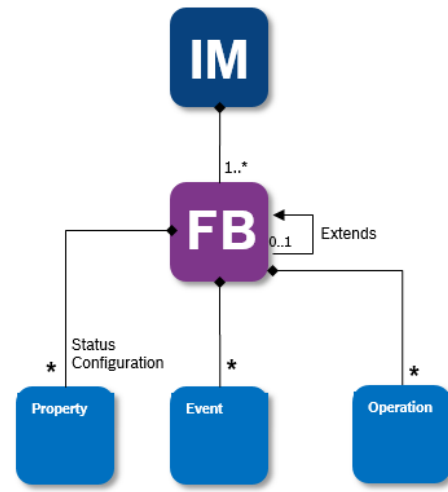 IM
1..*
FB
0..1
Extends
Status
Configuration
*
*
*
Property
Event
Operation